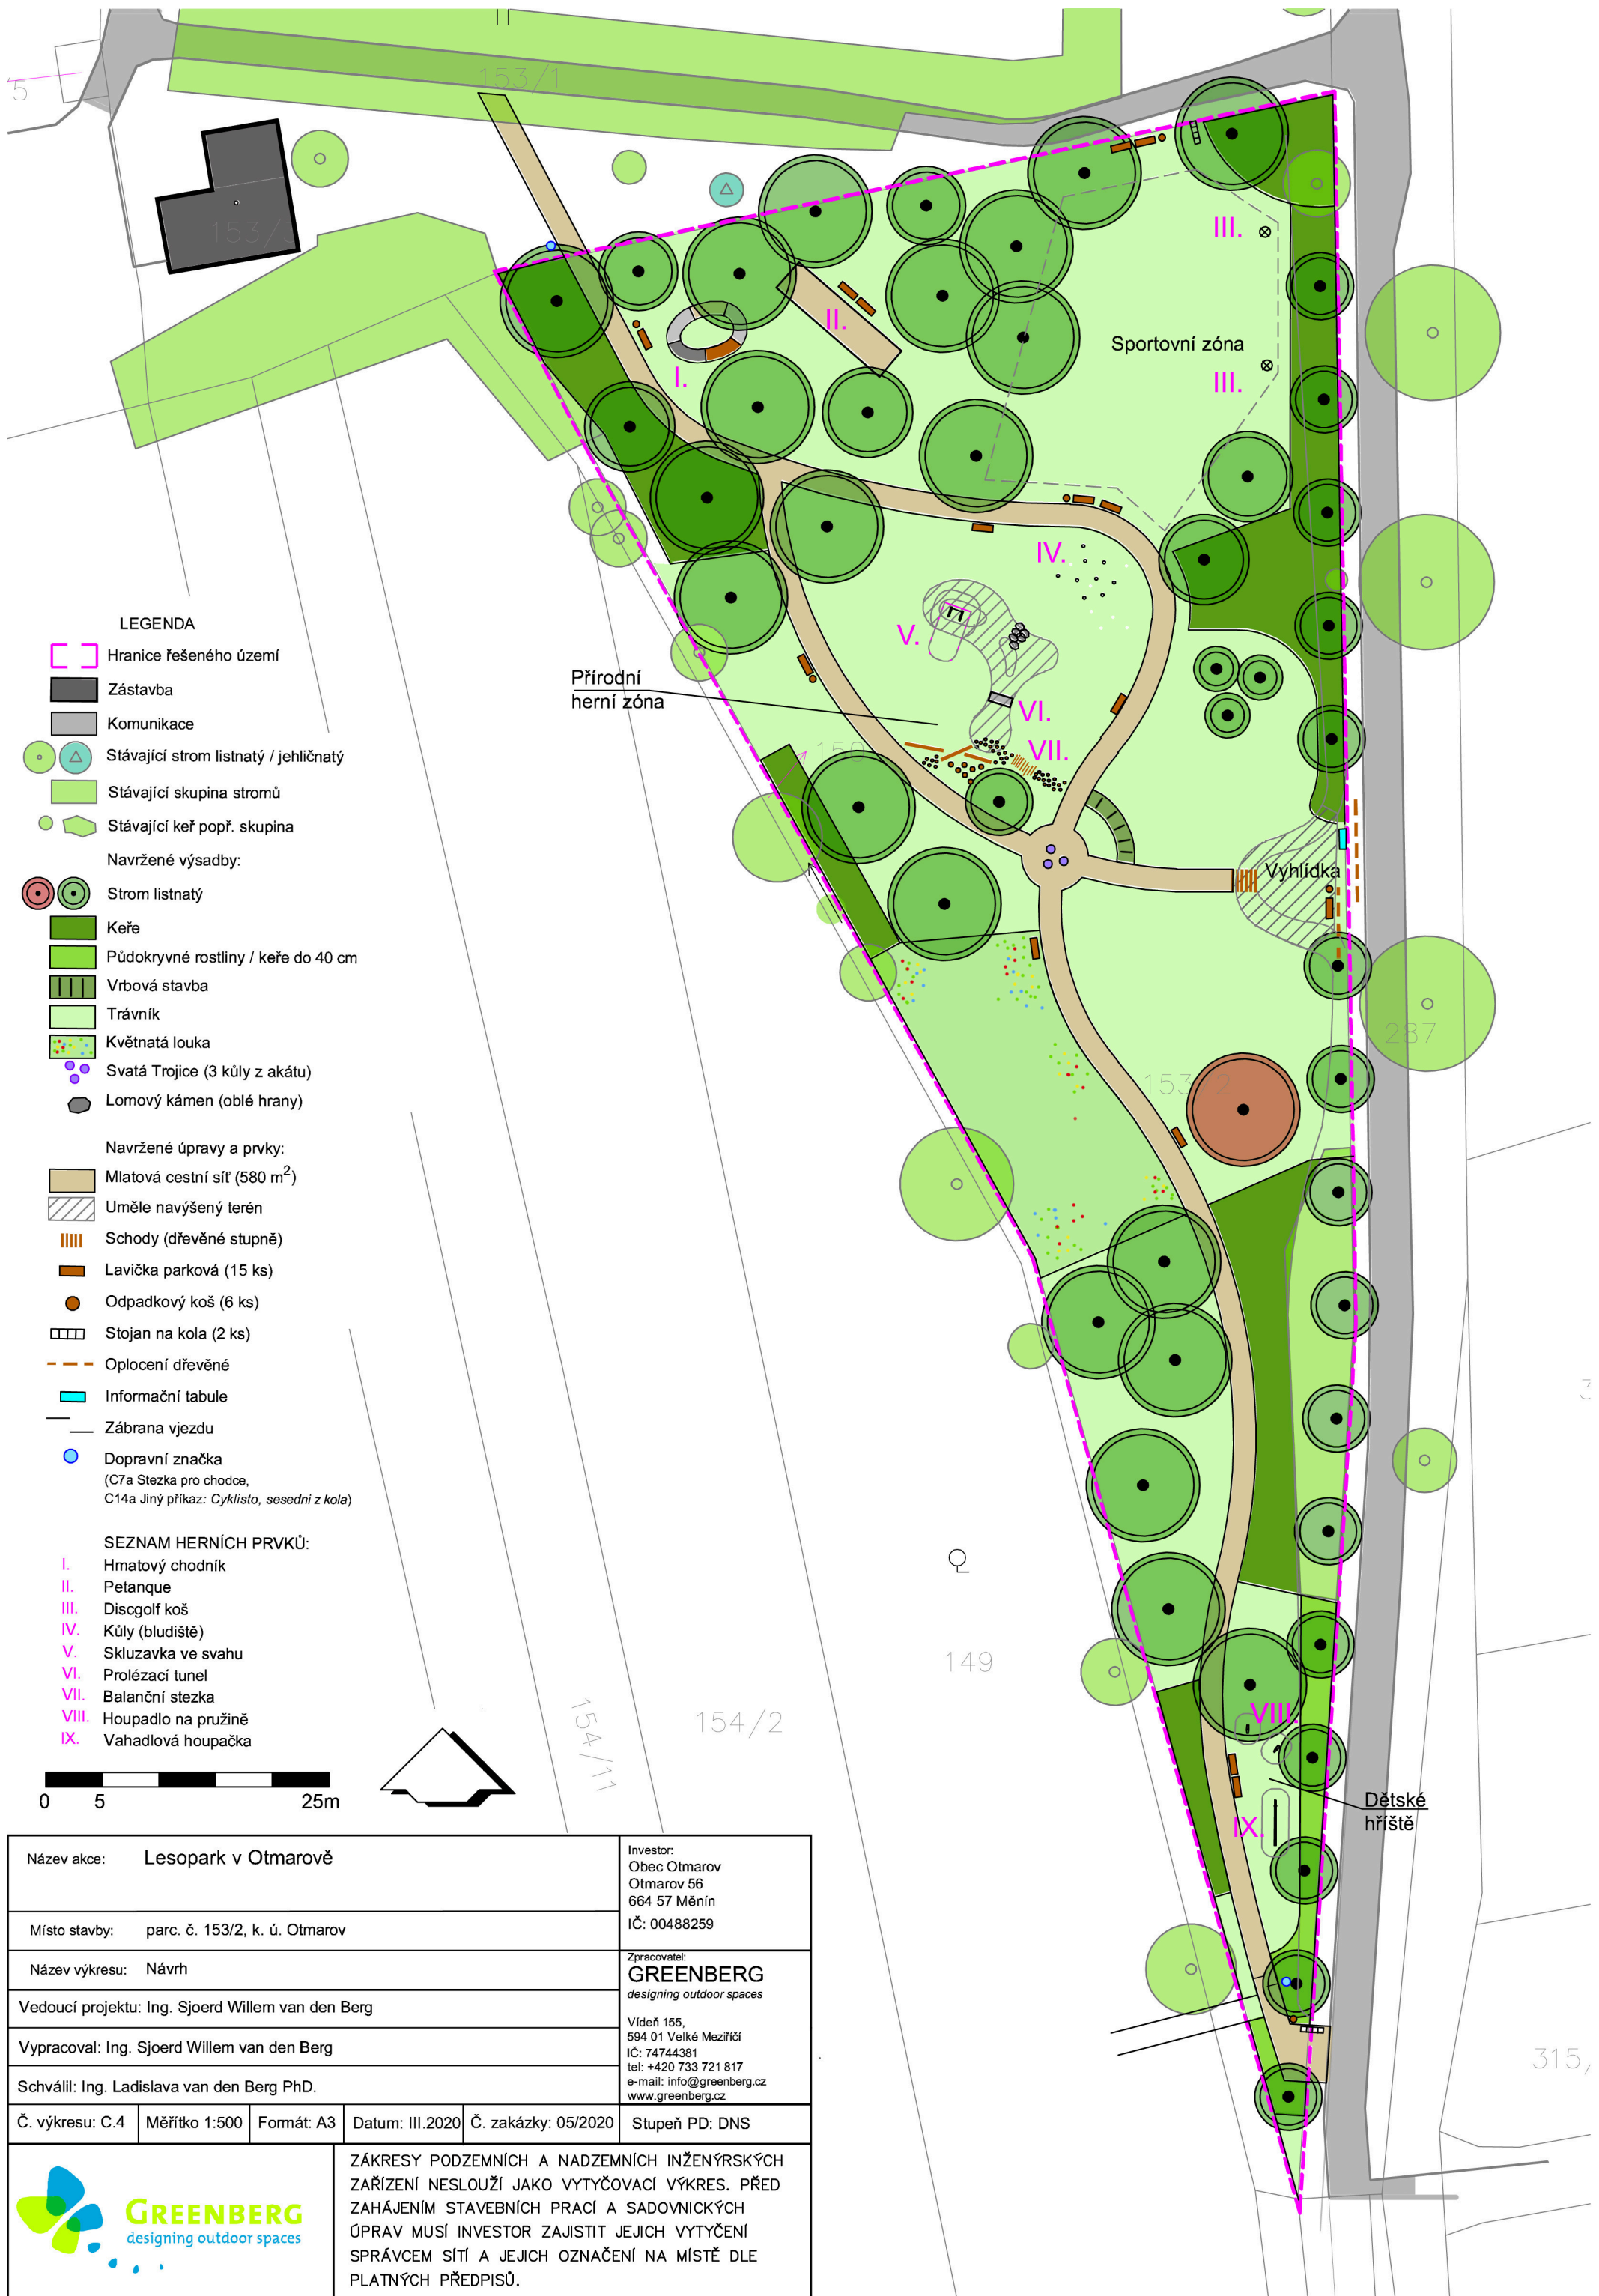 5
153/1
153/
III.
Sportovní zóna
III.
II.
I.
IV.
V.
Přírodní
herní zóna
VI.
VII.
150
Vyhlídka
287
153/2
LEGENDA
Hranice řešeného území
Zástavba
Komunikace
Stávající strom listnatý / jehličnatý
Stávající skupina stromů
Stávající keř popř. skupina
Navržené výsadby:
Strom listnatý
Keře
Půdokryvné rostliny / keře do 40 cm
Vrbová stavba
Trávník
Květnatá louka
Svatá Trojice (3 kůly z akátu)
Lomový kámen (oblé hrany)
Navržené úpravy a prvky:
Mlatová cestní síť (580 m²)
Uměle navýšený terén
Schody (dřevěné stupně)
Lavička parková (15 ks)
Odpadkový koš (6 ks)
Stojan na kola (2 ks)
Oplocení dřevěné
Informační tabule
Zábrana vjezdu
Dopravní značka
(C7a Stezka pro chodce,
C14a Jiný příkaz: Cyklisto, sesedni z kola)
SEZNAM HERNÍCH PRVKŮ:
I. Hmatový chodník
II. Petanque
III. Discgolf koš
IV. Kůly (bludiště)
V. Skluzavka ve svahu
VI. Prolézací tunel
VII. Balanční stezka
VIII. Houpadlo na pružině
IX. Vahadlová houpačka
0 5 25m
154/11
154/2
149
VIII.
IX.
Dětské
hřiště
315/
3
Název akce: Lesopark v Otmarově
Místo stavby: parc. č. 153/2, k. ú. Otmarov
Název výkresu: Návrh
Vedoucí projektu: Ing. Sjoerd Willem van den Berg
Vypracoval: Ing. Sjoerd Willem van den Berg
Schválil: Ing. Ladislava van den Berg PhD.
Investor:
Obec Otmarov
Otmarov 56
664 57 Měnín
IČ: 00488259
Zpracovatel:
GREENBERG
designing outdoor spaces
Vídeň 155,
594 01 Velké Meziříčí
IČ: 74744381
tel: +420 733 721 817
e-mail: info@greenberg.cz
www.greenberg.cz
Č. výkresu: C.4 Měřítko 1:500 Formát: A3 Datum: III.2020 Č. zakázky: 05/2020 Stupeň PD: DNS
GREENBERG
designing outdoor spaces
ZÁKRESY PODZEMNÍCH A NADZEMNÍCH INŽENÝRSKÝCH
ZAŘÍZENÍ NESLOUŽÍ JAKO VYTYČOVACÍ VÝKRES. PŘED
ZAHÁJENÍM STAVEBNÍCH PRACÍ A SADOVNICKÝCH
ÚPRAV MUSÍ INVESTOR ZAJISTIT JEJICH VYTYČENÍ
SPRÁVCEM SÍTÍ A JEJICH OZNAČENÍ NA MÍSTĚ DLE
PLATNÝCH PŘEDPISŮ.